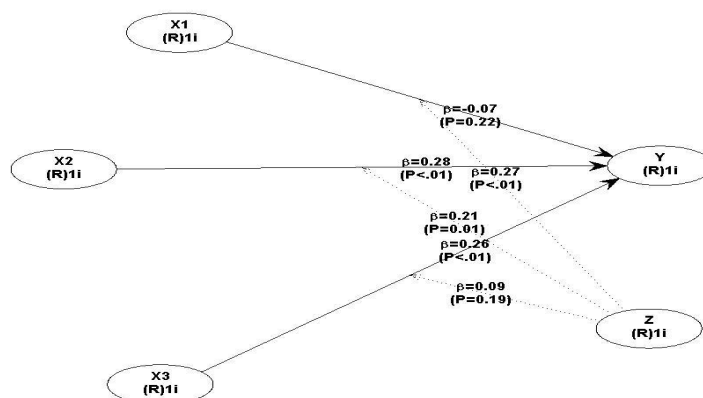 X1
(R)1i
β=-0.07
(P=0.22)
X2
(R)1i
β=0.28
(P<.01)
β=0.27
(P<.01)
Y
(R)1i
β=0.21
(P=0.01)
β=0.26
(P<.01)
β=0.09
(P=0.19)
Z
(R)1i
X3
(R)1i